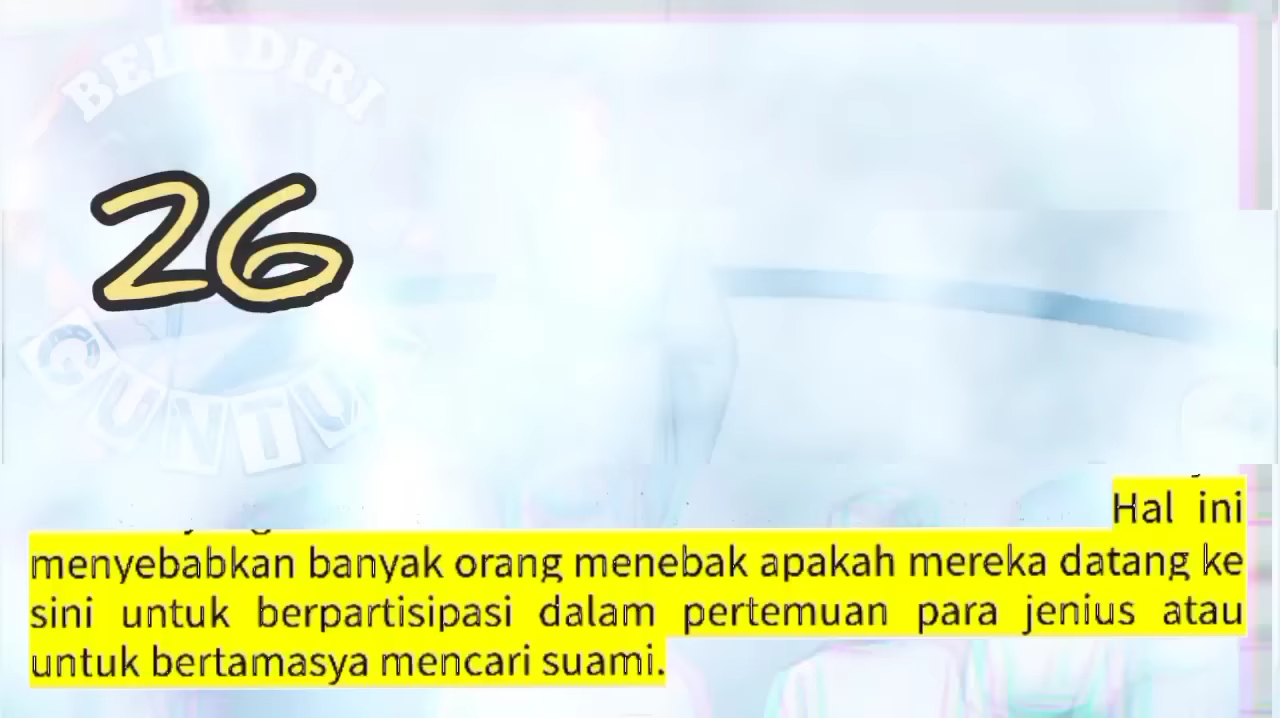 BELADIRI
26
GUNTU
Hal ini
menyebabkan banyak orang menebak apakah mereka datang ke
sini untuk berpartisipasi dalam pertemuan para jenius atau
untuk bertamasya mencari suami.